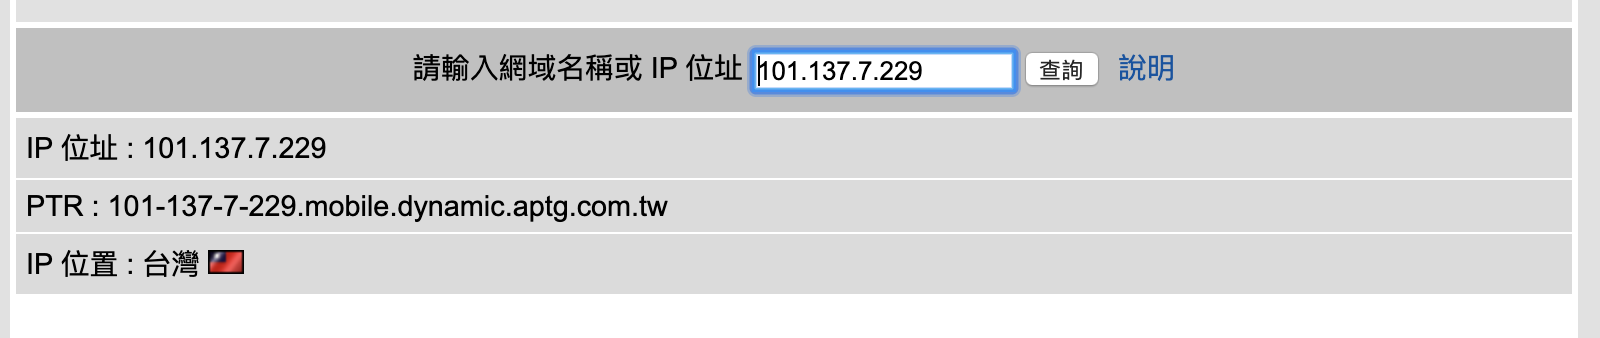 請輸入網域名稱或 IP 位址 101.137.7.229 查詢 說明
IP 位址 : 101.137.7.229
PTR : 101-137-7-229.mobile.dynamic.aptg.com.tw
IP 位置 : 台灣